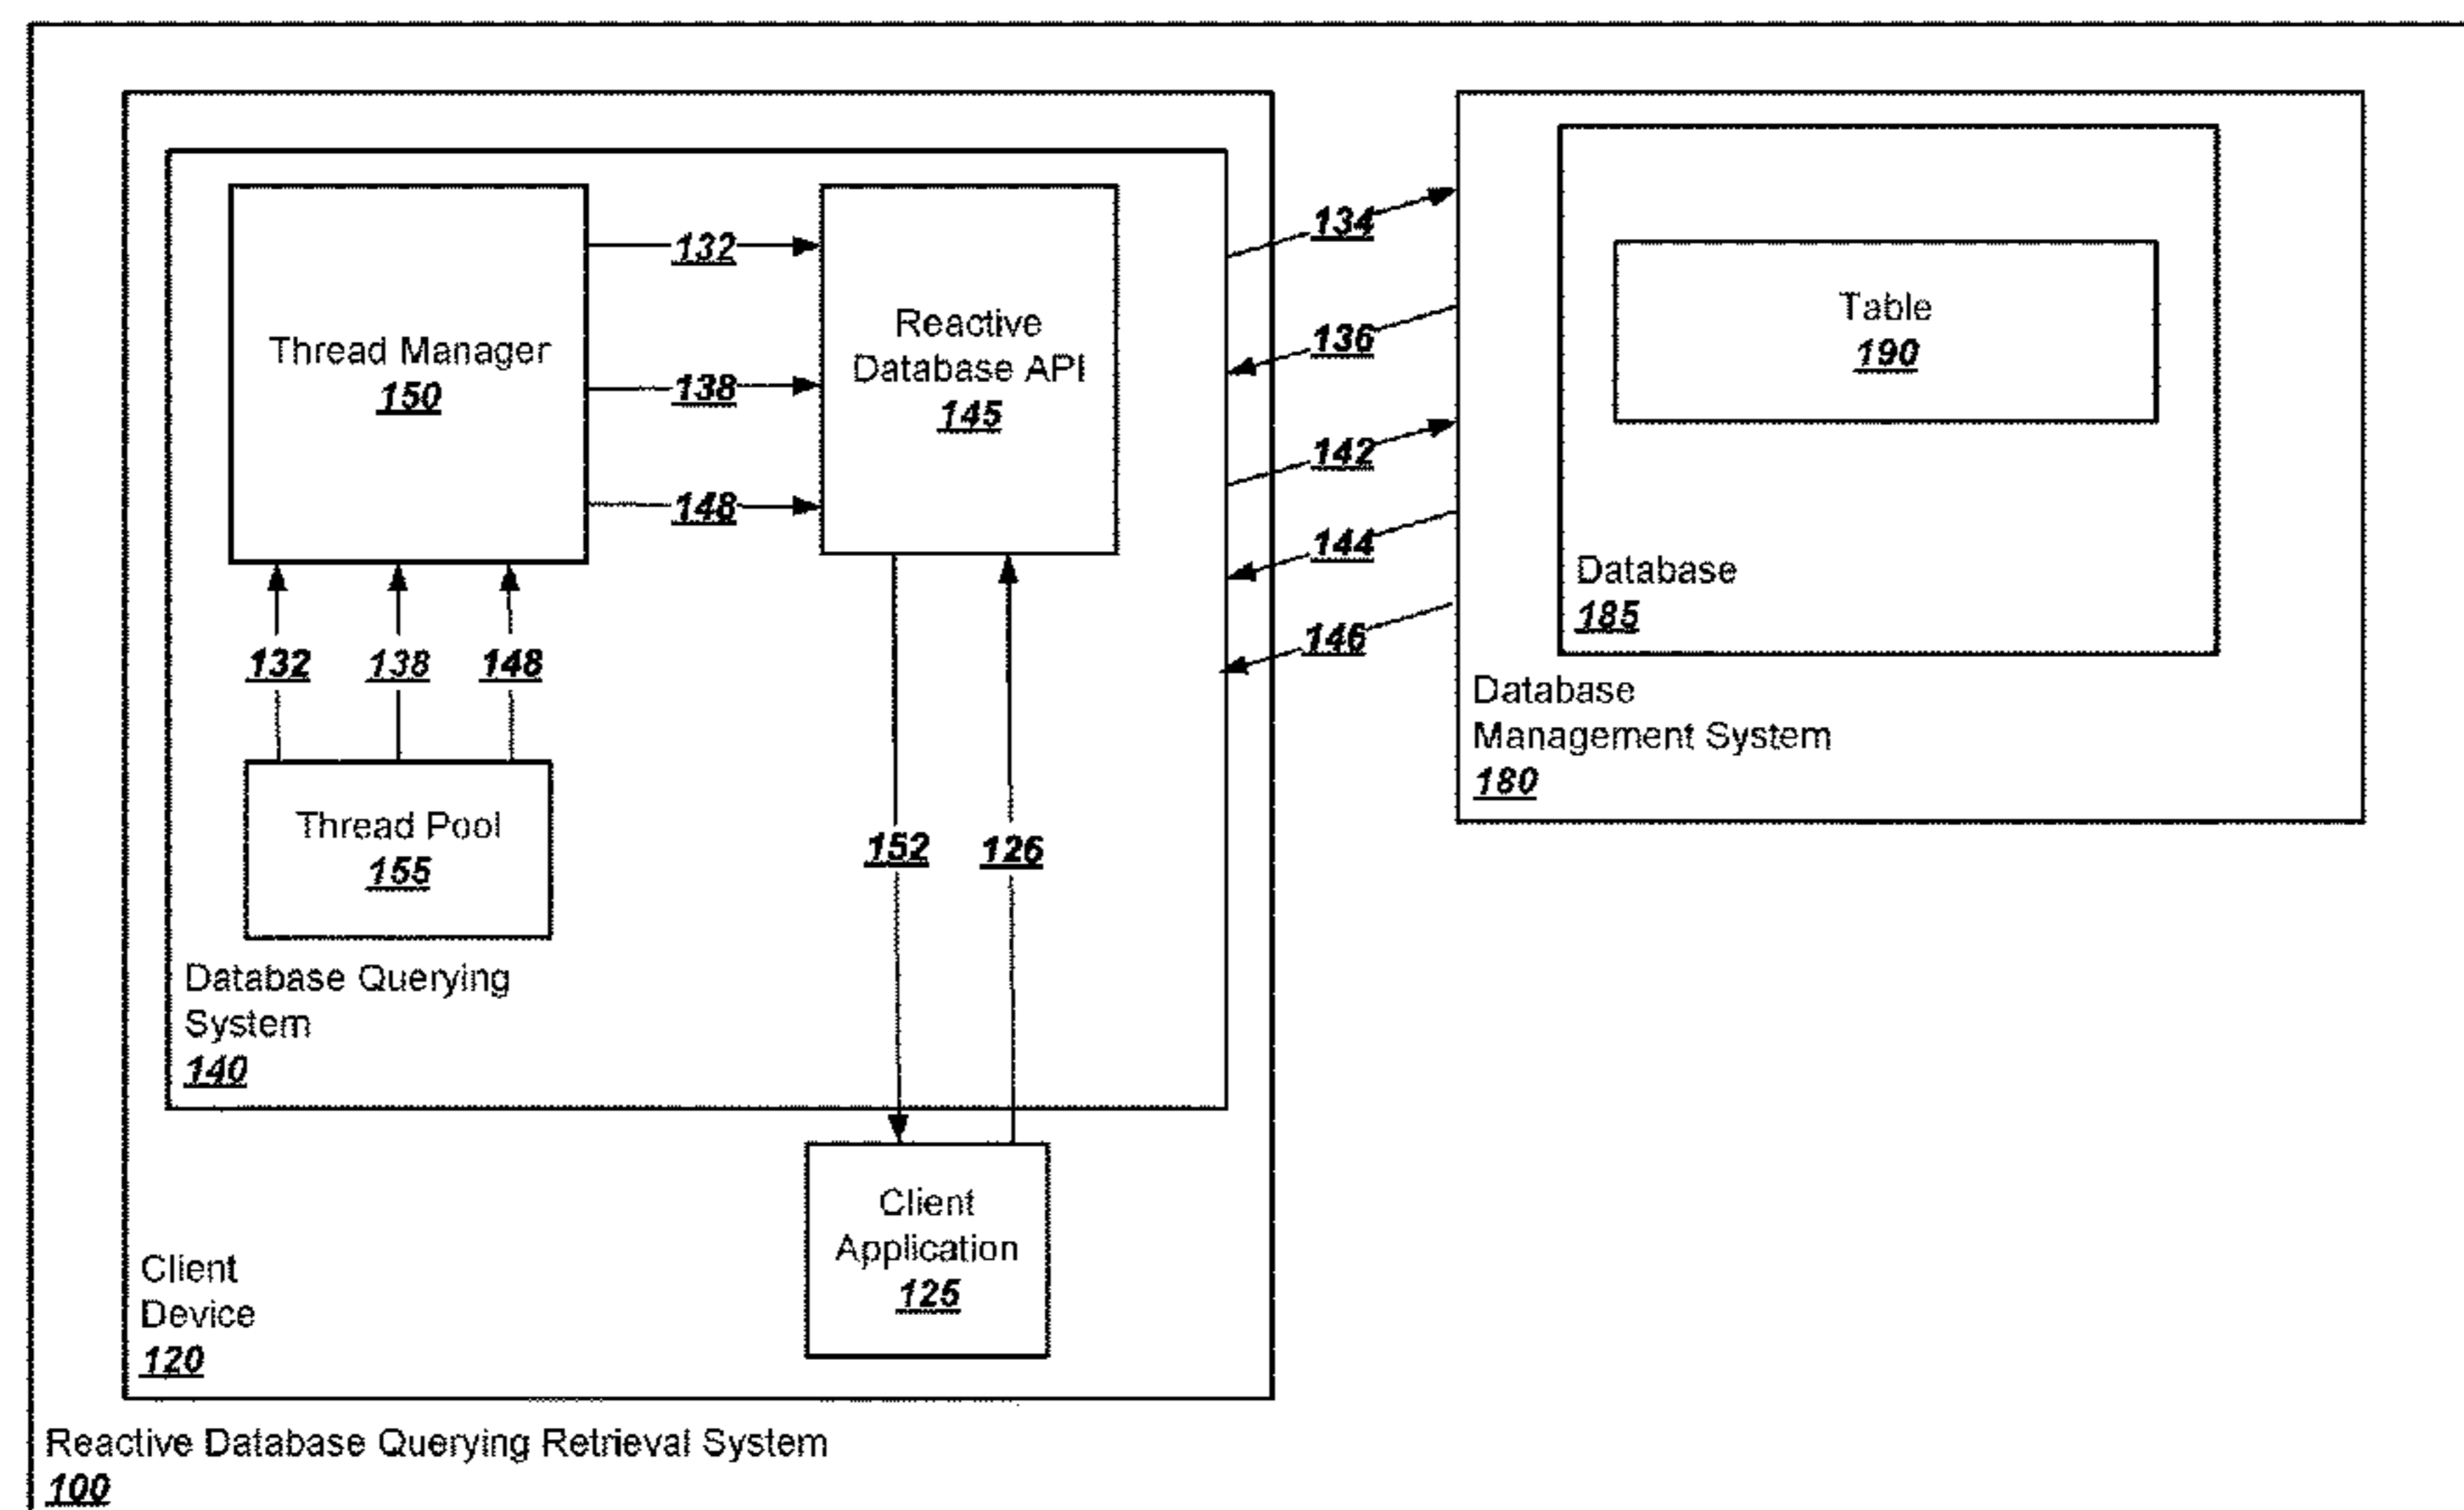 Thread Manager
150
132
138
148
Reactive
Database API
145
132
138
148
Thread Pool
155
152
126
Database Querying
System
140
Client
Application
125
Client
Device
120
134
136
142
144
146
Table
190
Database
185
Database
Management System
180
Reactive Database Querying Retrieval System
100